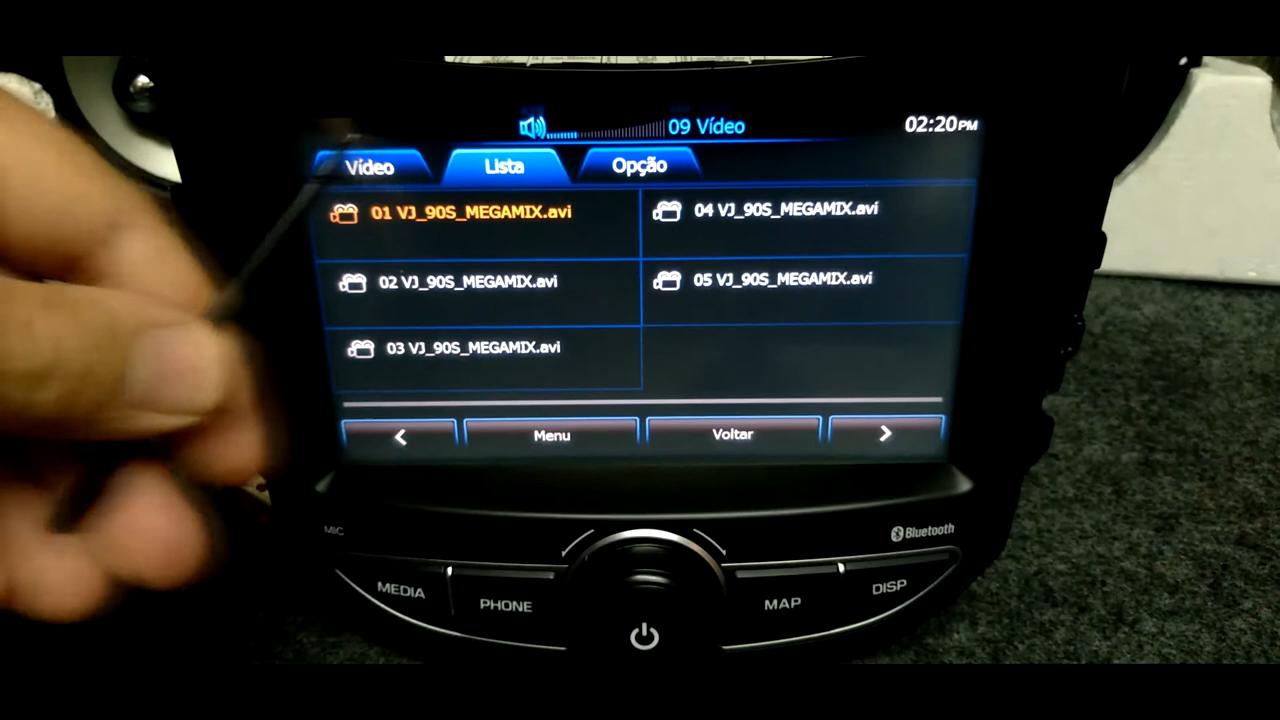 09 Vídeo
02:20PM
Vídeo
Lista
Opção
01 VJ_90S_MEGAMIX.avi
04 VJ_90S_MEGAMIX.avi
02 VJ_90S_MEGAMIX.avi
05 VJ_90S_MEGAMIX.avi
03 VJ_90S_MEGAMIX.avi
Menu
Voltar
MIC
Bluetooth
MEDIA
PHONE
MAP
DISP